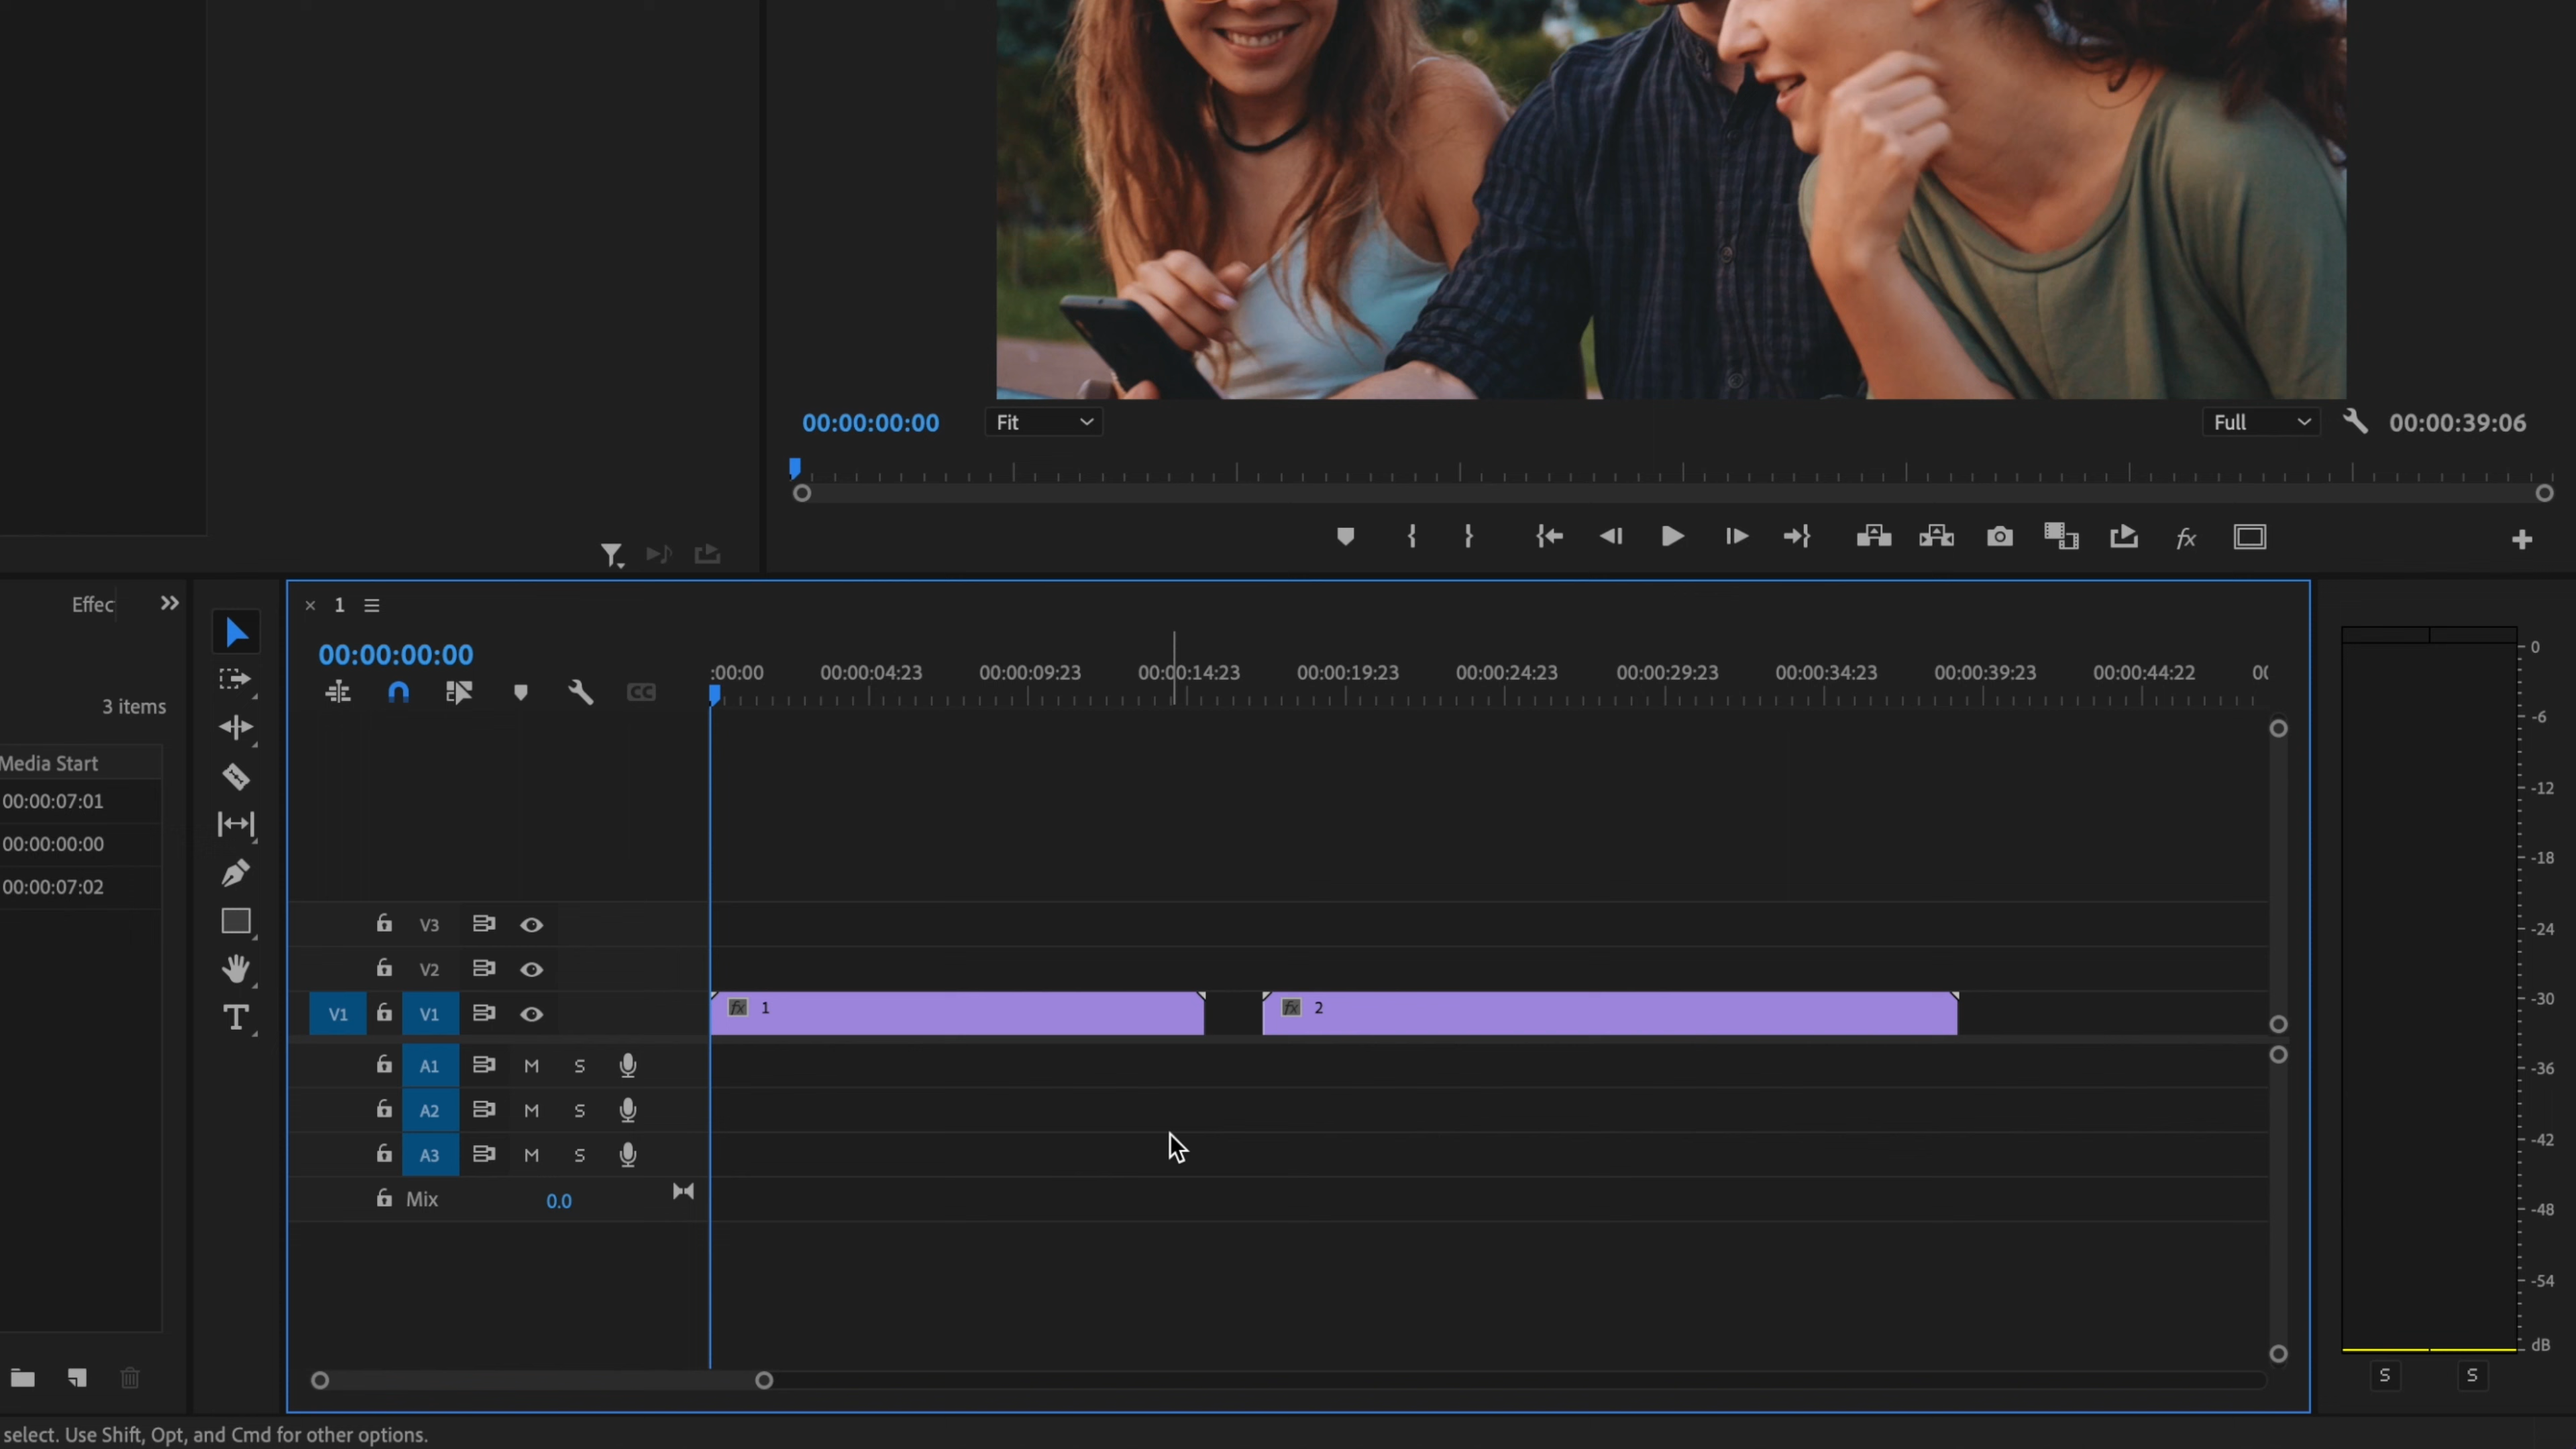 00:00:00:00 Fit Full 00:00:39:06
fx
Effec
3 items
Media Start
00:00:07:01
00:00:00:00
00:00:07:02
1
00:00:00:00
CC
:00:00 00:00:04:23 00:00:09:23 00:00:14:23 00:00:19:23 00:00:24:23 00:00:29:23 00:00:34:23 00:00:39:23 00:00:44:22 00
T
V3
V2
V1 V1 fx 1 fx 2
A1 M S
A2 M S
A3 M S
Mix 0.0
0
-6
-12
-18
-24
-30
-36
-42
-48
-54
dB
S S
select. Use Shift, Opt, and Cmd for other options.